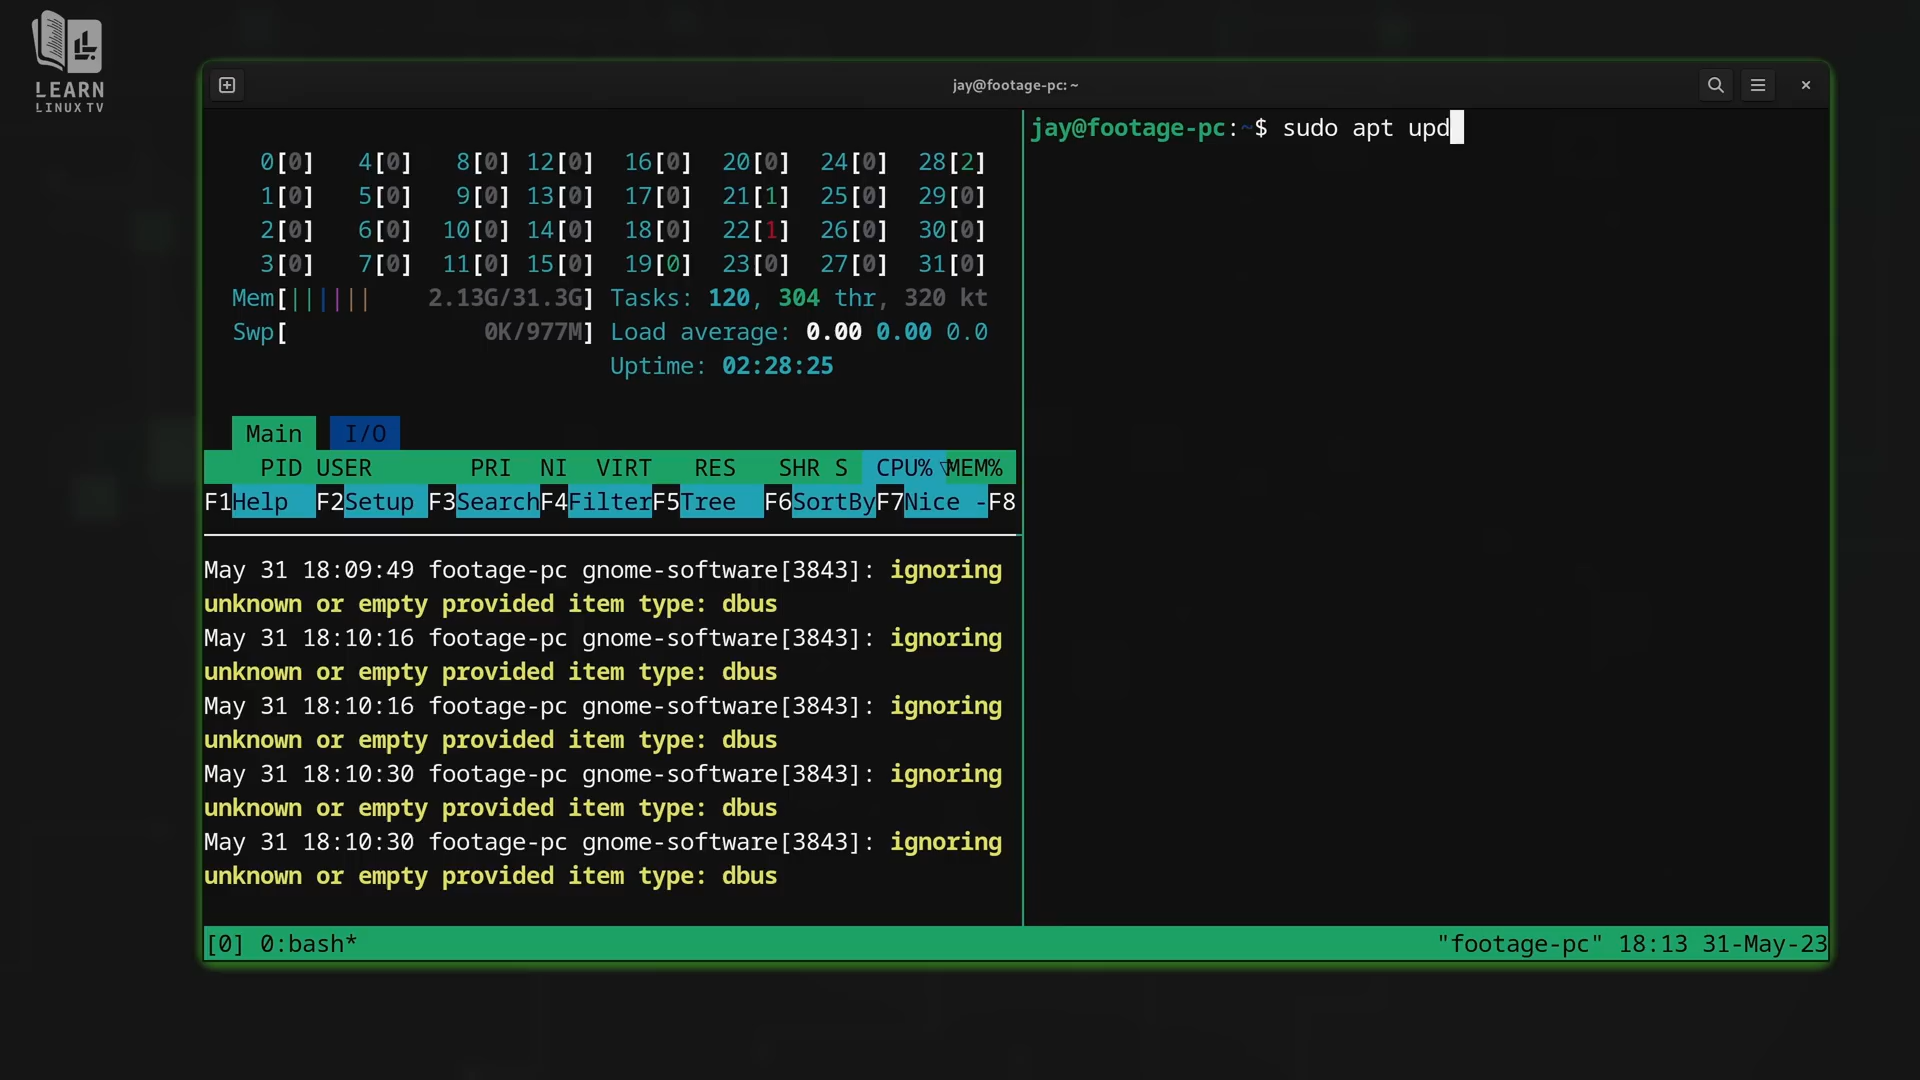 LEARN
LINUX TV
jay@footage-pc: ~
0[0] 4[0] 8[0] 12[0] 16[0] 20[0] 24[0] 28[2]
1[0] 5[0] 9[0] 13[0] 17[0] 21[1] 25[0] 29[0]
2[0] 6[0] 10[0] 14[0] 18[0] 22[1] 26[0] 30[0]
3[0] 7[0] 11[0] 15[0] 19[0] 23[0] 27[0] 31[0]
Mem[|||||| 2.13G/31.3G] Tasks: 120, 304 thr, 320 kt
Swp[ 0K/977M] Load average: 0.00 0.00 0.0
Uptime: 02:28:25
Main I/O
PID USER PRI NI VIRT RES SHR S CPU%▽MEM%
F1Help F2Setup F3SearchF4FilterF5Tree F6SortByF7Nice -F8
May 31 18:09:49 footage-pc gnome-software[3843]: ignoring
unknown or empty provided item type: dbus
May 31 18:10:16 footage-pc gnome-software[3843]: ignoring
unknown or empty provided item type: dbus
May 31 18:10:16 footage-pc gnome-software[3843]: ignoring
unknown or empty provided item type: dbus
May 31 18:10:30 footage-pc gnome-software[3843]: ignoring
unknown or empty provided item type: dbus
May 31 18:10:30 footage-pc gnome-software[3843]: ignoring
unknown or empty provided item type: dbus
jay@footage-pc:~$ sudo apt upd
[0] 0:bash* "footage-pc" 18:13 31-May-23